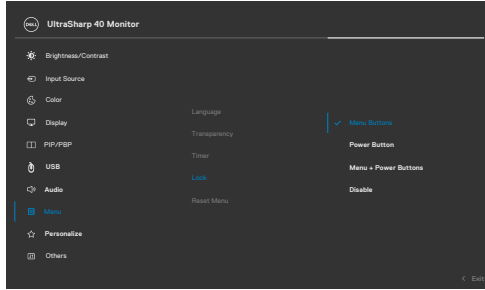 DELL
UltraSharp 40 Monitor
Brightness/Contrast
Input Source
Color
Display
PIP/PBP
USB
Audio
Menu
Personalize
Others
Language
Transparency
Timer
Lock
Reset Menu
Menu Buttons
Power Button
Menu + Power Buttons
Disable
Exit